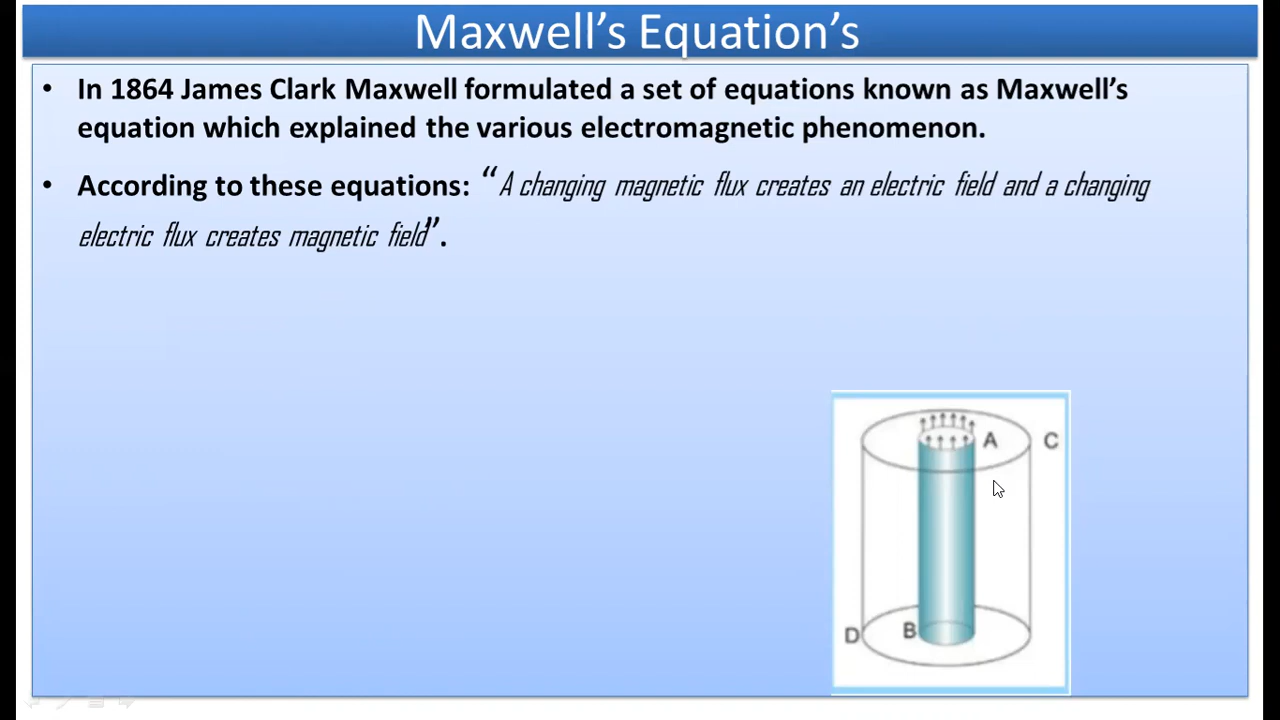 Maxwell’s Equation’s
• In 1864 James Clark Maxwell formulated a set of equations known as Maxwell’s
equation which explained the various electromagnetic phenomenon.
• According to these equations: “A changing magnetic flux creates an electric field and a changing
electric flux creates magnetic field”.
A C
D B